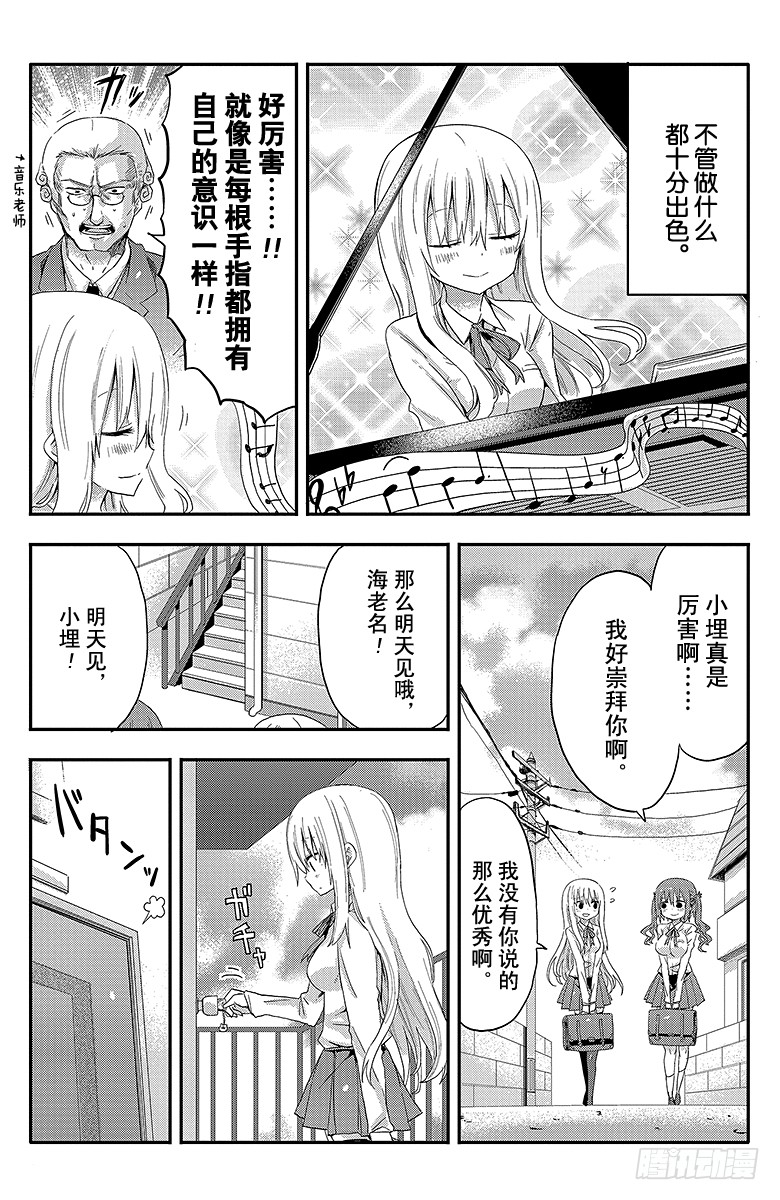 不管做什么
都十分出色。
好厉害……!!
就像是每根手指都拥有
自己的意识一样!!
音乐老师
小埋真是
厉害啊……
我好崇拜你啊。
我没有你说的
那么优秀啊。
那么明天见哦，
海老名！
明天见，
小埋！
ガチャ
バタンッ
腾讯动漫